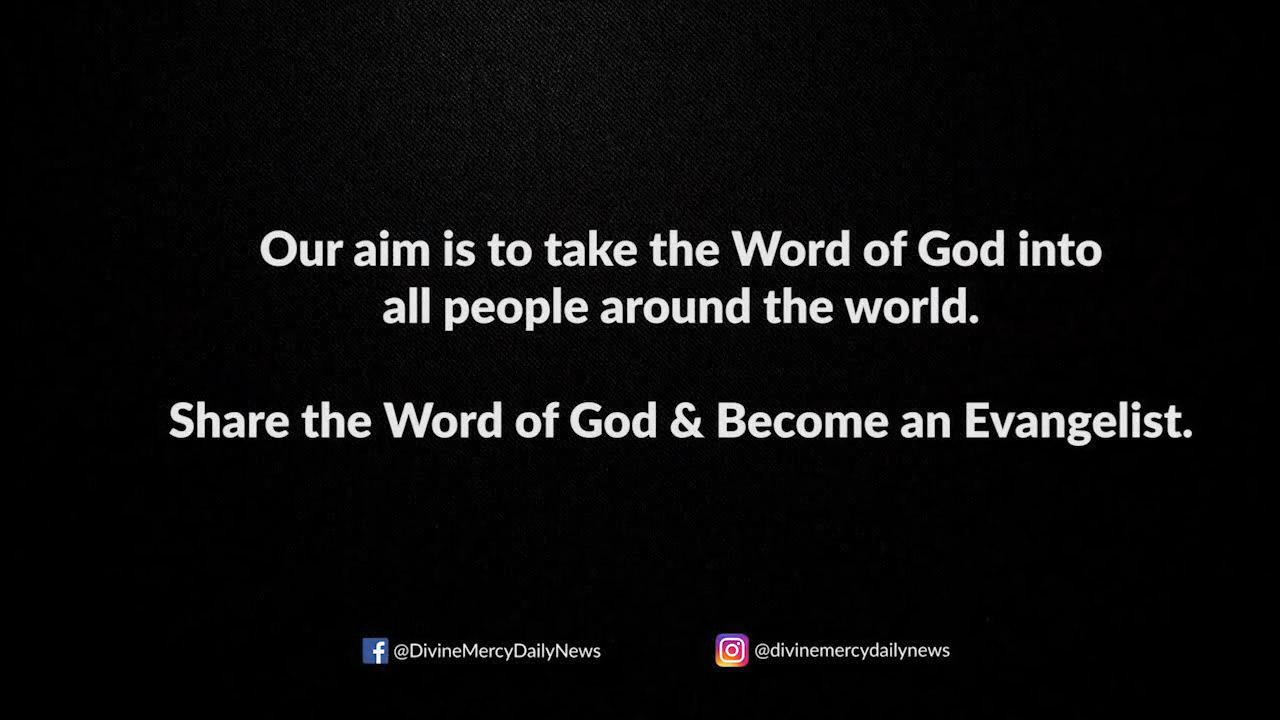 Our aim is to take the Word of God into
all people around the world.
Share the Word of God & Become an Evangelist.
@DivineMercyDailyNews
@divinemercydailynews